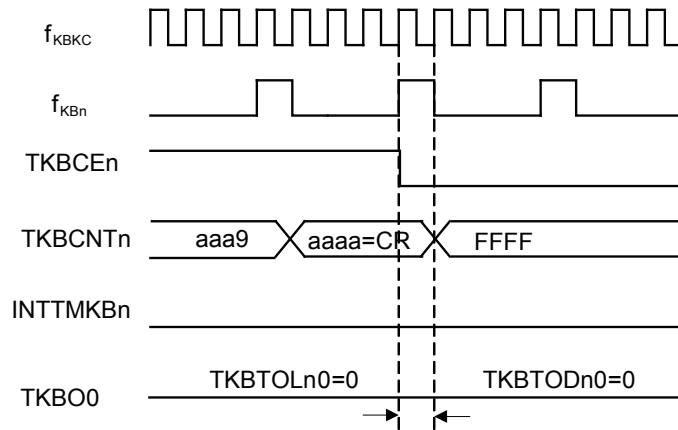 fKBKC
fKBn
TKBCEn
TKBCNTn aaa9 aaaa=CR FFFF
INTTMKBn
TKBTOLn0=0 TKBTODn0=0
TKBO0